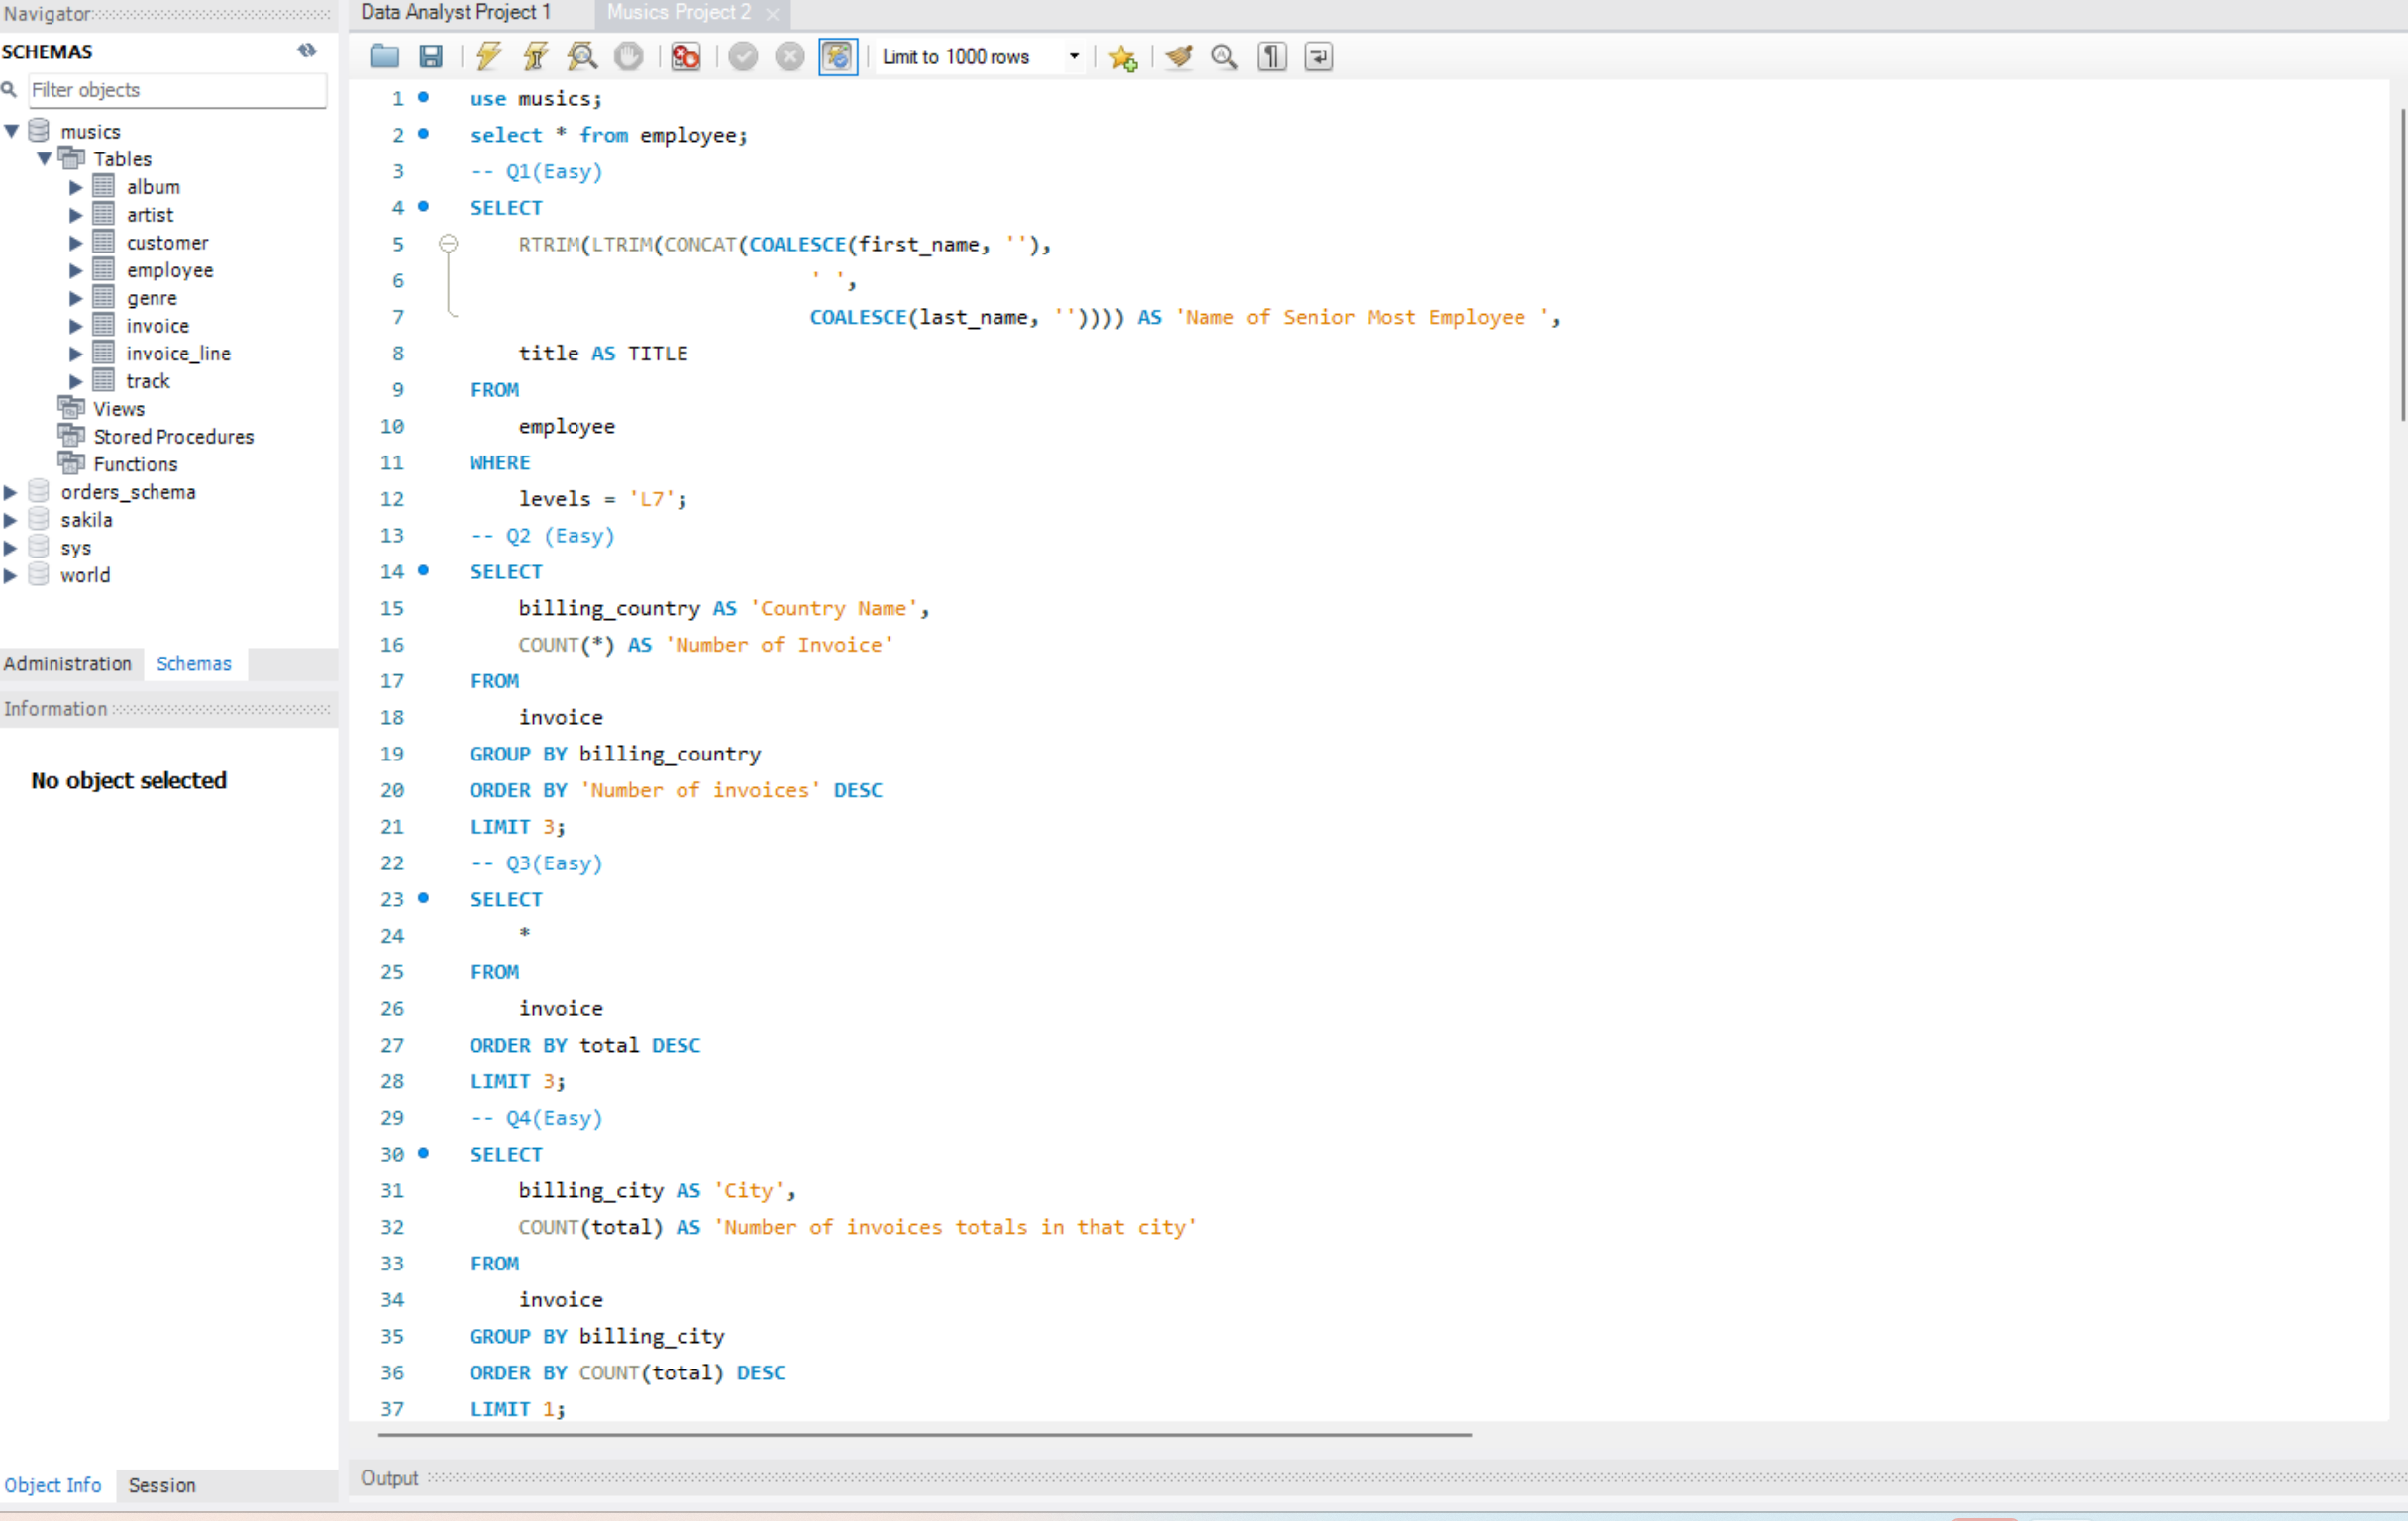 Navigator
SCHEMAS
Filter objects
musics
Tables
album
artist
customer
employee
genre
invoice
invoice_line
track
Views
Stored Procedures
Functions
orders_schema
sakila
sys
world
Administration Schemas
Information
No object selected
Object Info Session
Data Analyst Project 1 Musics Project 2
Limit to 1000 rows
1 use musics;
2 select * from employee;
3 -- Q1(Easy)
4 SELECT
5 RTRIM(LTRIM(CONCAT(COALESCE(first_name, ''),
6 ' ',
7 COALESCE(last_name, '')))) AS 'Name of Senior Most Employee ',
8 title AS TITLE
9 FROM
10 employee
11 WHERE
12 levels = 'L7';
13 -- Q2 (Easy)
14 SELECT
15 billing_country AS 'Country Name',
16 COUNT(*) AS 'Number of Invoice'
17 FROM
18 invoice
19 GROUP BY billing_country
20 ORDER BY 'Number of invoices' DESC
21 LIMIT 3;
22 -- Q3(Easy)
23 SELECT
24 *
25 FROM
26 invoice
27 ORDER BY total DESC
28 LIMIT 3;
29 -- Q4(Easy)
30 SELECT
31 billing_city AS 'City',
32 COUNT(total) AS 'Number of invoices totals in that city'
33 FROM
34 invoice
35 GROUP BY billing_city
36 ORDER BY COUNT(total) DESC
37 LIMIT 1;
Output